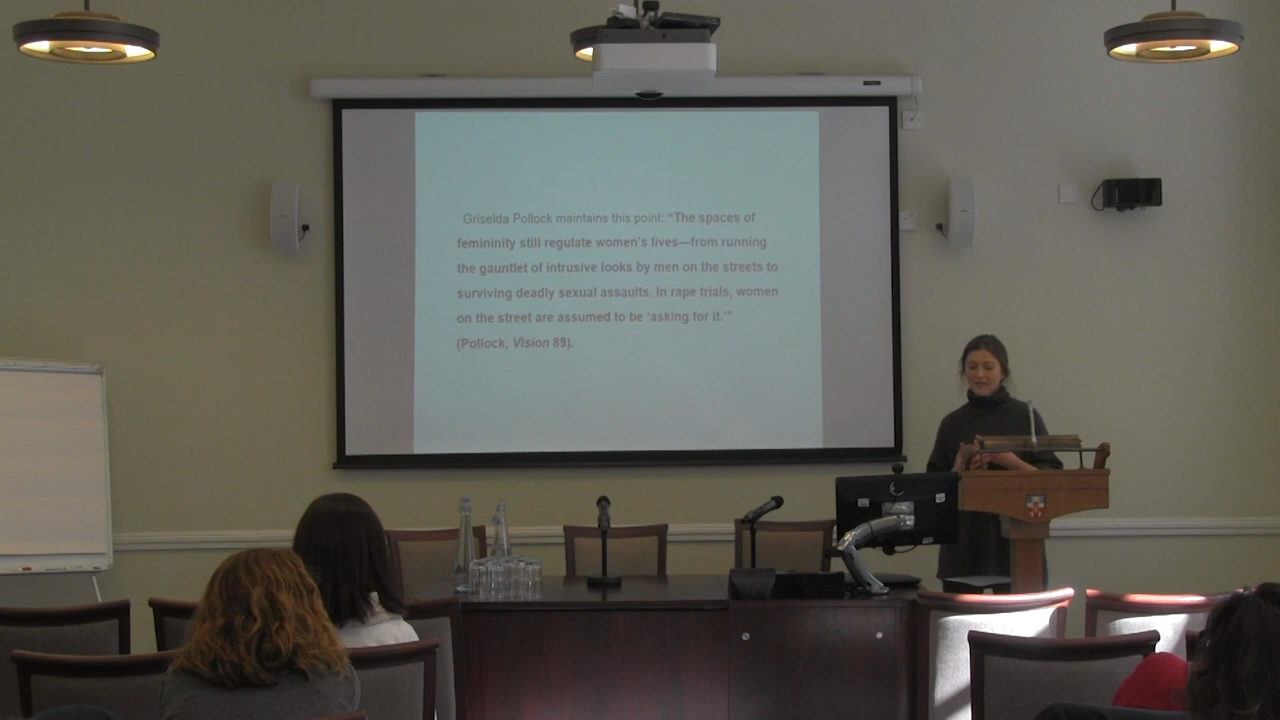 Griselda Pollock maintains this point: “The spaces of
femininity still regulate women’s lives—from running
the gauntlet of intrusive looks by men on the streets to
surviving deadly sexual assaults. In rape trials, women
on the street are assumed to be ‘asking for it.’”
(Pollock, Vision 89).